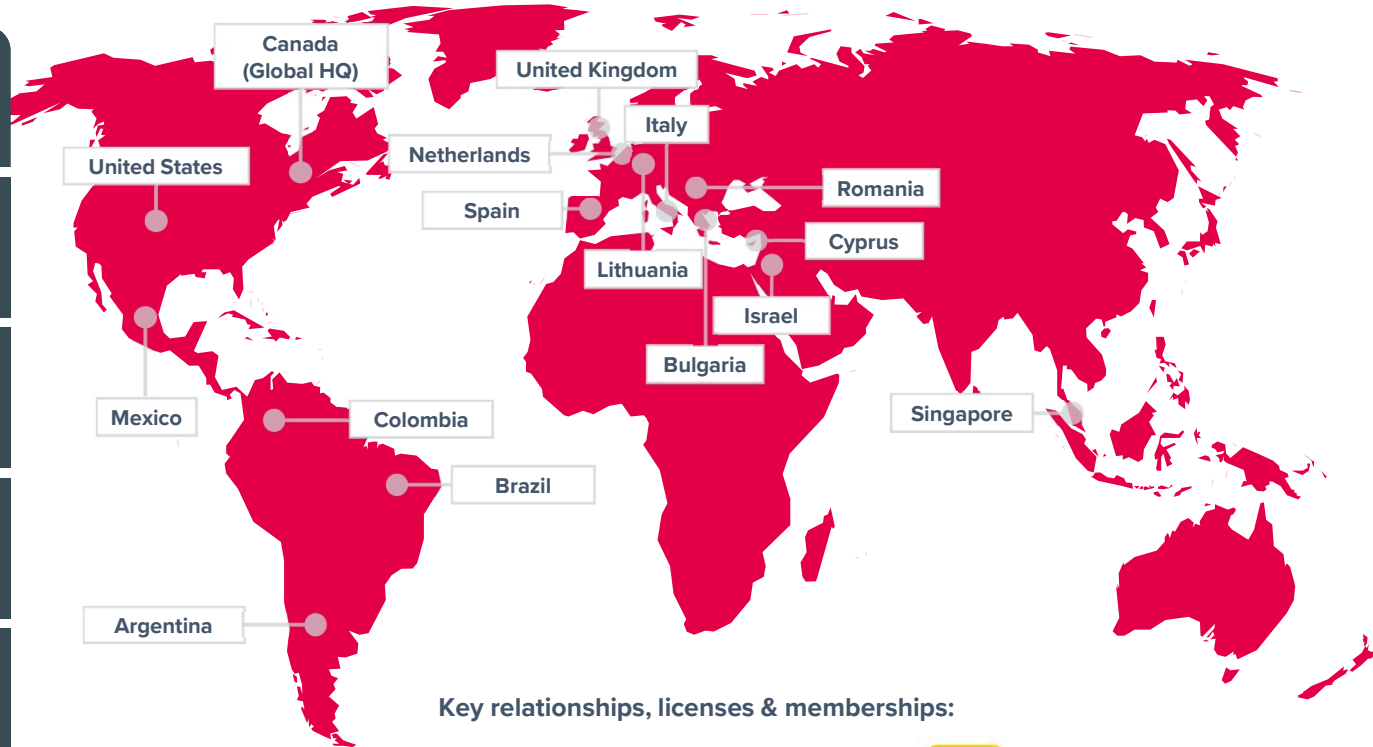 Canada
(Global HQ)
United Kingdom
Italy
Netherlands
United States
Romania
Spain
Cyprus
Lithuania
Israel
Bulgaria
Mexico
Colombia
Singapore
Brazil
Argentina
Key relationships, licenses & memberships: